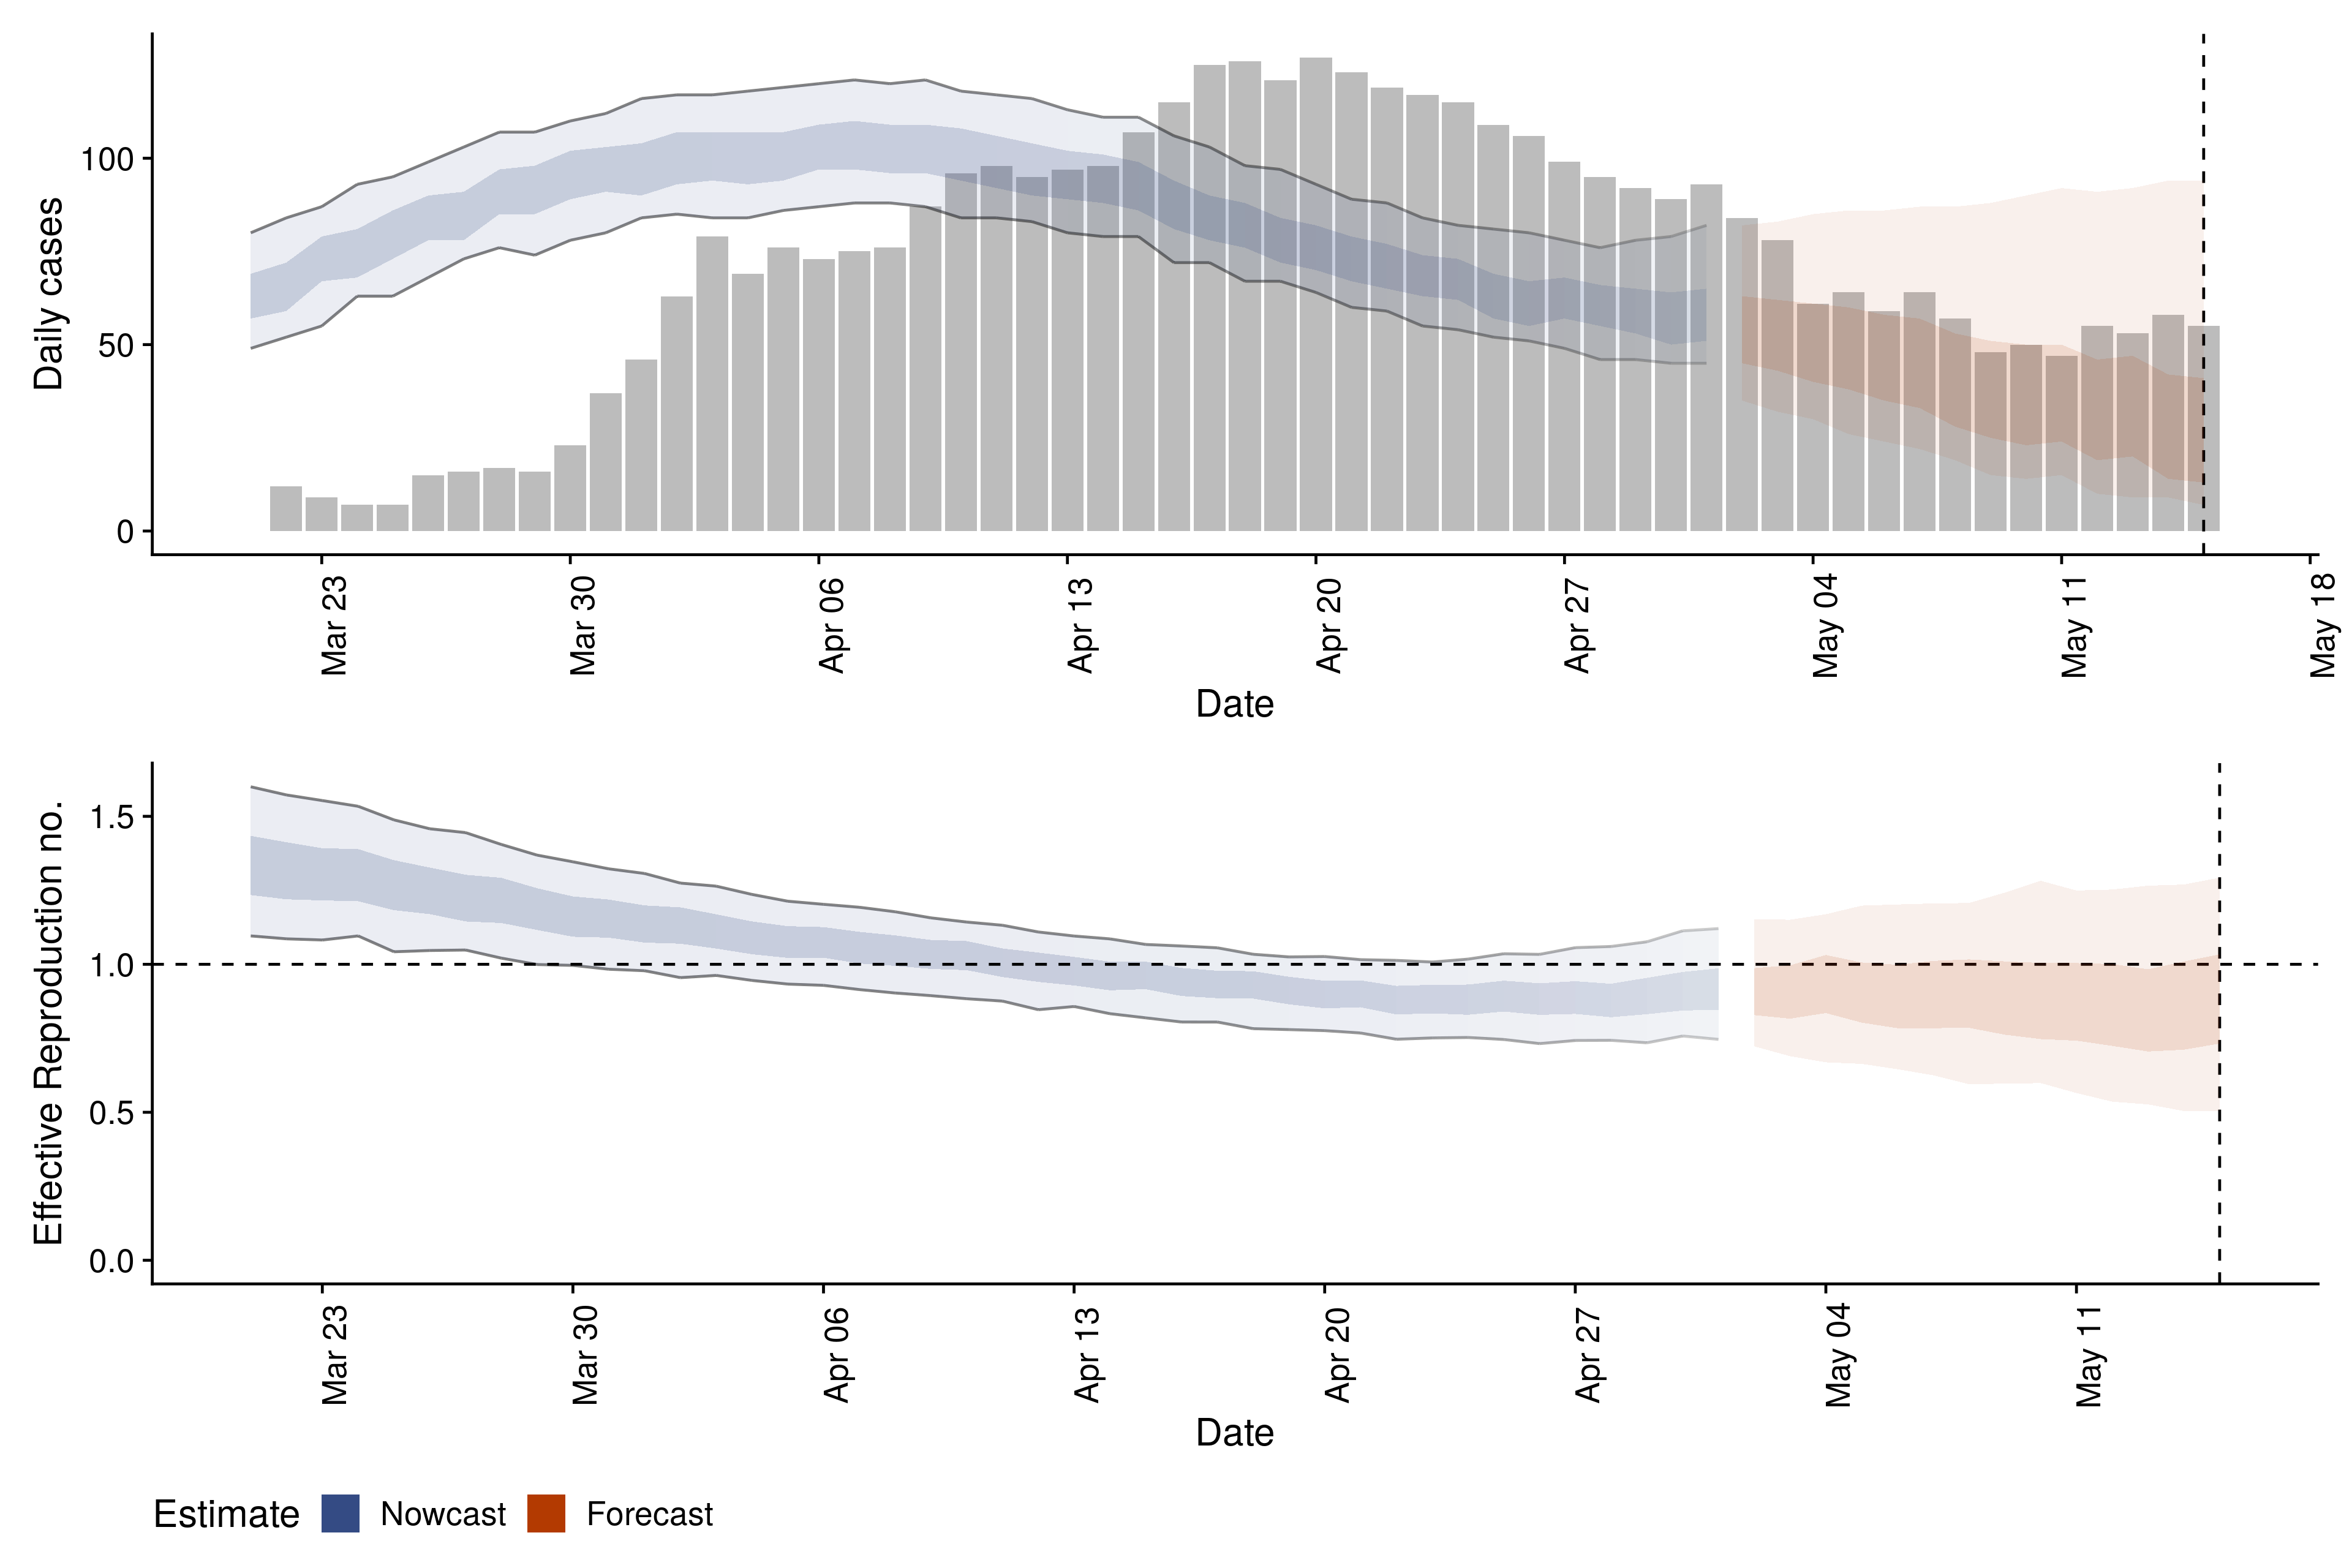 Daily cases
100
50
0
Mar 23
Mar 30
Apr 06
Apr 13
Apr 20
Apr 27
May 04
May 11
May 18
Date
Effective Reproduction no.
1.5
1.0
0.5
0.0
Mar 23
Mar 30
Apr 06
Apr 13
Apr 20
Apr 27
May 04
May 11
Date
Estimate Nowcast Forecast